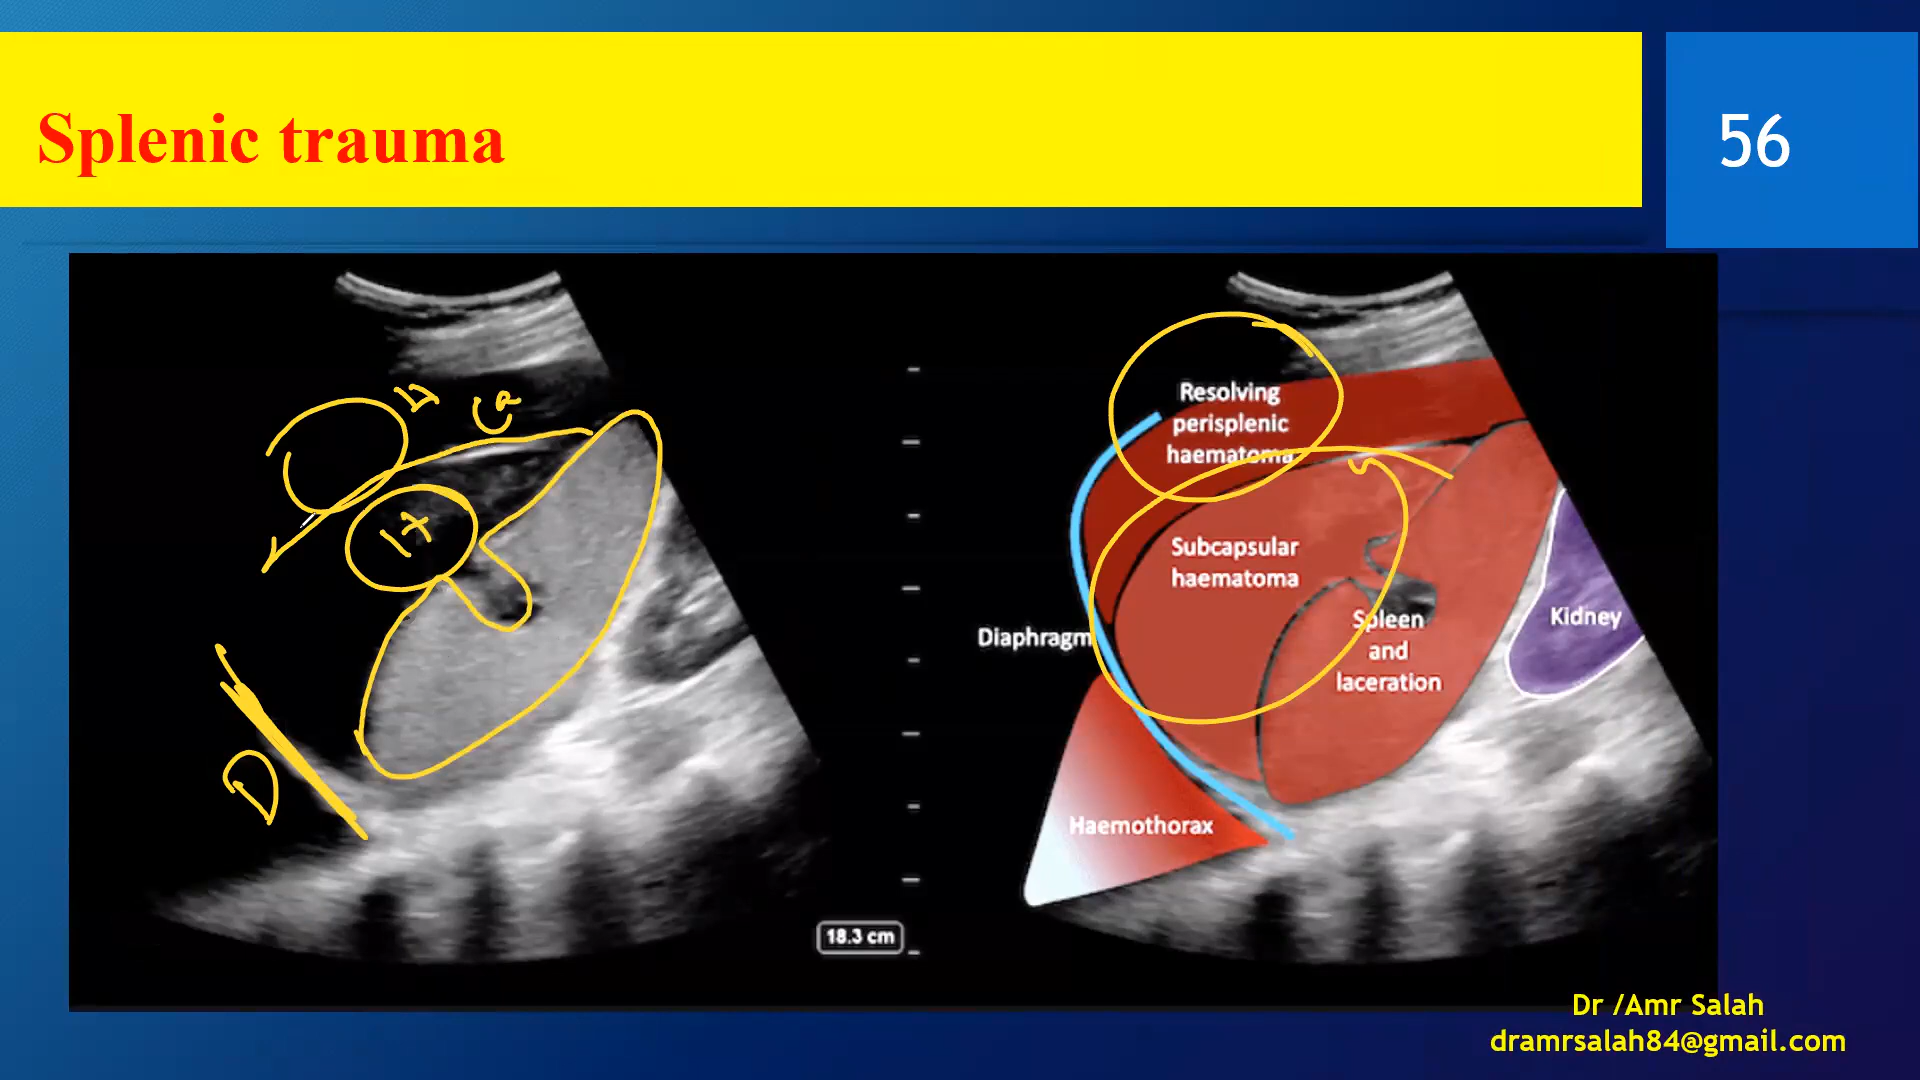 Splenic trauma
56
Ca
D
Resolving
perisplenic
haematoma
Subcapsular
haematoma
Diaphragm
Spleen
and
laceration
Kidney
Haemothorax
18.3 cm
Dr /Amr Salah
dramrsalah84@gmail.com